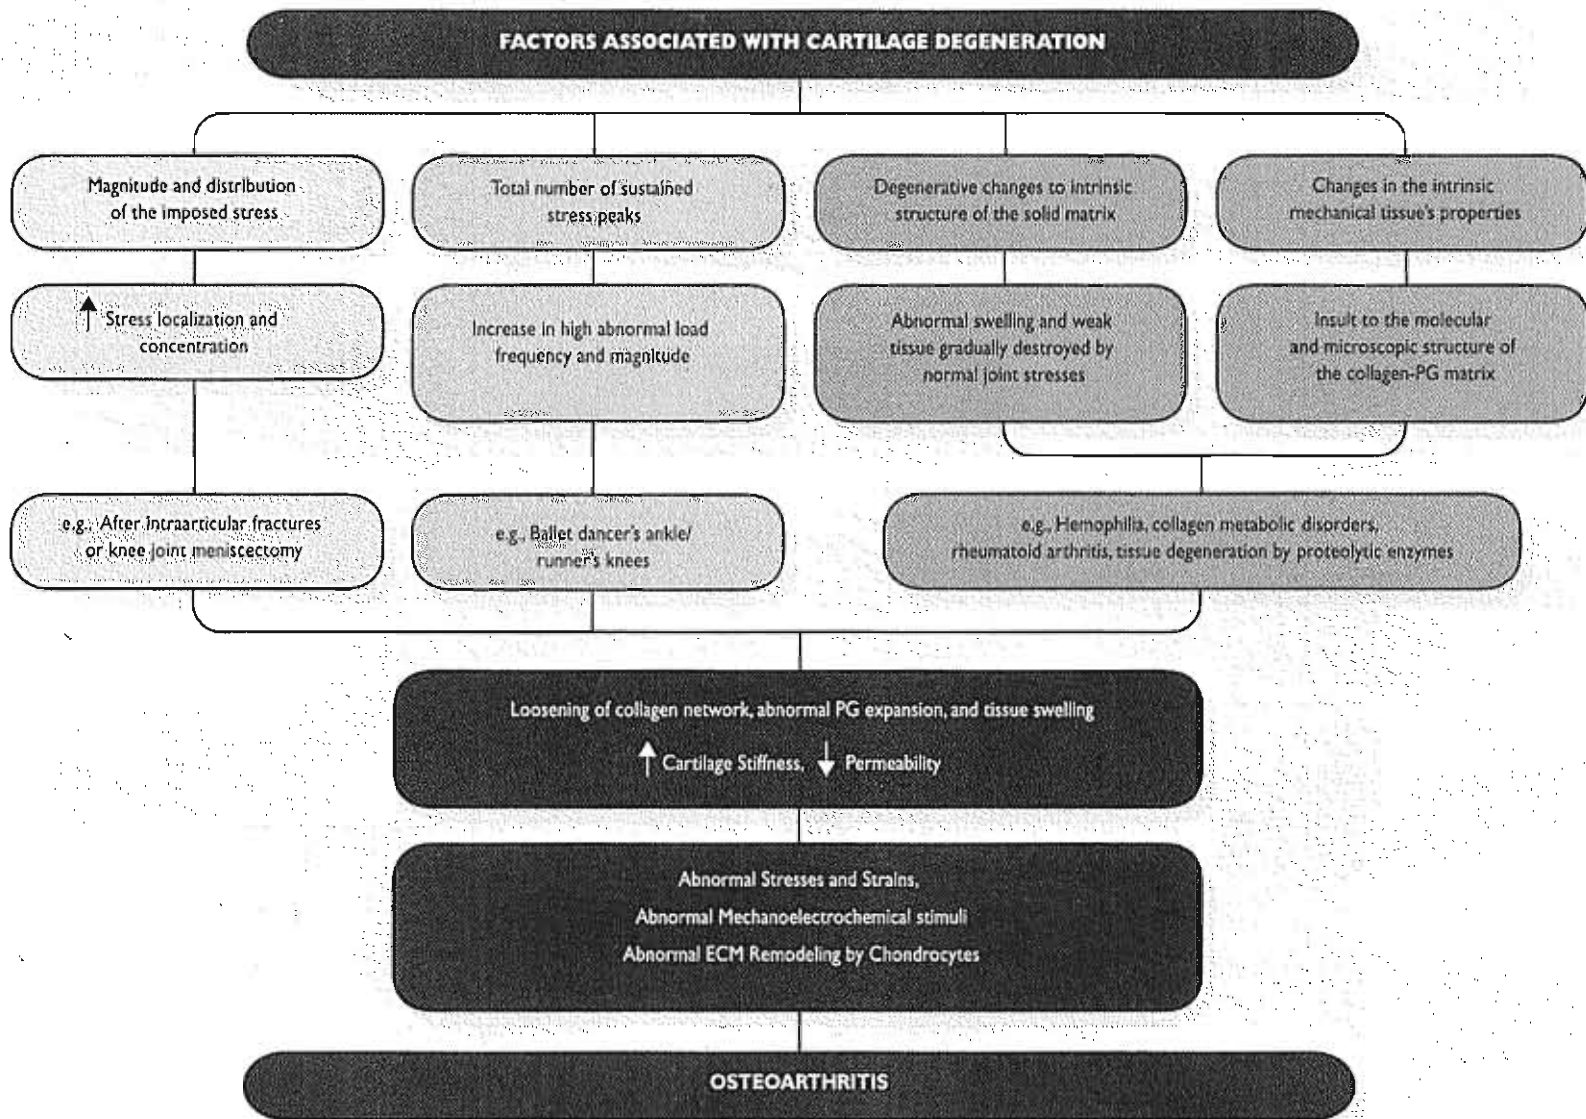 FACTORS ASSOCIATED WITH CARTILAGE DEGENERATION
Magnitude and distribution
of the imposed stress
Total number of sustained
stress peaks
Degenerative changes to intrinsic
structure of the solid matrix
Changes in the intrinsic
mechanical tissue's properties
↑ Stress localization and
concentration
Increase in high abnormal load
frequency and magnitude
Abnormal swelling and weak
tissue gradually destroyed by
normal joint stresses
Insult to the molecular
and microscopic structure of
the collagen-PG matrix
e.g., After intraarticular fractures
or knee joint meniscectomy
e.g., Ballet dancer's ankle/
runner's knees
e.g., Hemophilia, collagen metabolic disorders,
rheumatoid arthritis, tissue degeneration by proteolytic enzymes
Loosening of collagen network, abnormal PG expansion, and tissue swelling
↑ Cartilage Stiffness, ↓ Permeability
Abnormal Stresses and Strains,
Abnormal Mechanoelectrochemical stimuli
Abnormal ECM Remodeling by Chondrocytes
OSTEOARTHRITIS